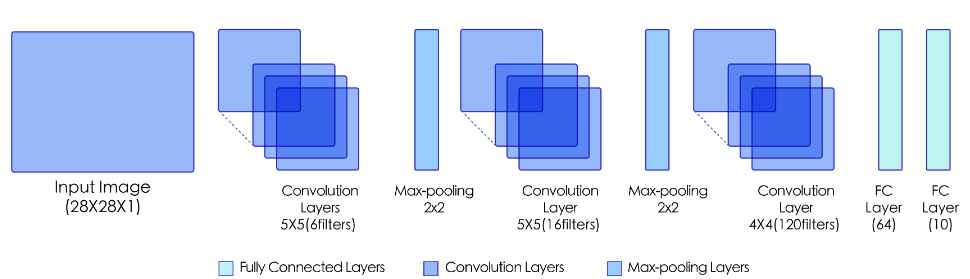 Input Image
(28X28X1)
Convolution
Layers
5X5(6filters)
Max-pooling
2x2
Convolution
Layer
5X5(16filters)
Max-pooling
2x2
Convolution
Layer
4X4(120filters)
FC
Layer
(64)
FC
Layer
(10)
Fully Connected Layers
Convolution Layers
Max-pooling Layers